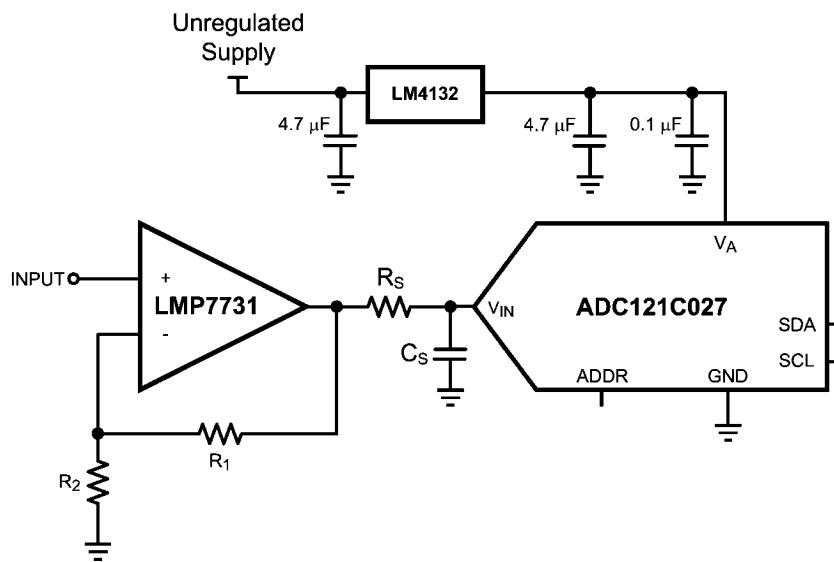 Unregulated
Supply
LM4132
4.7 µF
4.7 µF
0.1 µF
VA
INPUT
+
LMP7731
-
RS
VIN
ADC121C027
SDA
CS
SCL
ADDR
GND
R1
R2